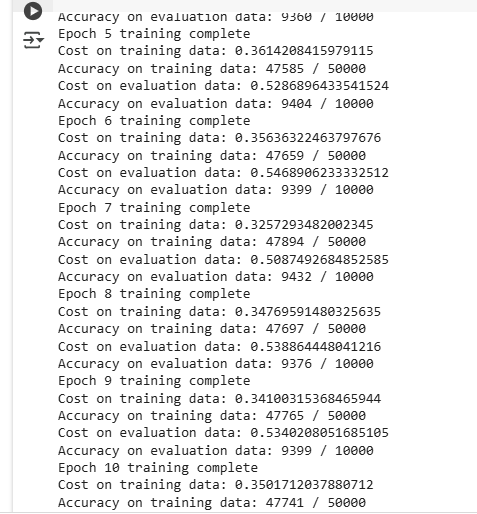 Accuracy on evaluation data: 9360 / 10000
Epoch 5 training complete
Cost on training data: 0.3614208415979115
Accuracy on training data: 47585 / 50000
Cost on evaluation data: 0.5286896433541524
Accuracy on evaluation data: 9404 / 10000
Epoch 6 training complete
Cost on training data: 0.35636322463797676
Accuracy on training data: 47659 / 50000
Cost on evaluation data: 0.5468906233332512
Accuracy on evaluation data: 9399 / 10000
Epoch 7 training complete
Cost on training data: 0.3257293482002345
Accuracy on training data: 47894 / 50000
Cost on evaluation data: 0.5087492684852585
Accuracy on evaluation data: 9432 / 10000
Epoch 8 training complete
Cost on training data: 0.34769591480325635
Accuracy on training data: 47697 / 50000
Cost on evaluation data: 0.538864448041216
Accuracy on evaluation data: 9376 / 10000
Epoch 9 training complete
Cost on training data: 0.34100315368465944
Accuracy on training data: 47765 / 50000
Cost on evaluation data: 0.5340208051685105
Accuracy on evaluation data: 9399 / 10000
Epoch 10 training complete
Cost on training data: 0.3501712037880712
Accuracy on training data: 47741 / 50000